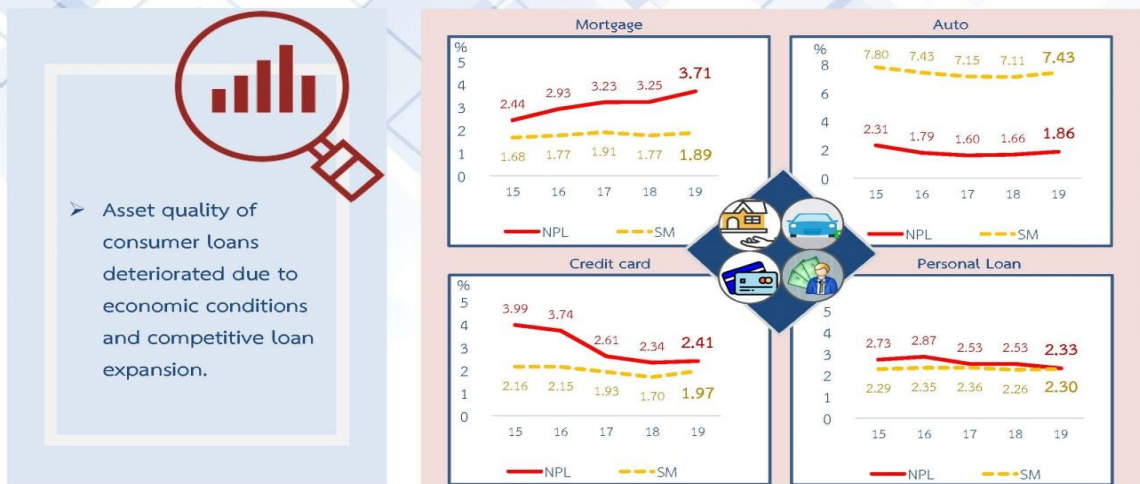 ➢ Asset quality of
consumer loans
deteriorated due to
economic conditions
and competitive loan
expansion.
Mortgage
%
5
4
3
2
1
0
2.44 2.93 3.23 3.25 3.71
1.68 1.77 1.91 1.77 1.89
15 16 17 18 19
NPL SM
Auto
%
8
6
4
2
0
7.80 7.43 7.15 7.11 7.43
2.31 1.79 1.60 1.66 1.86
15 16 17 18 19
NPL SM
Credit card
%
5
4
3
2
1
0
3.99 3.74 2.61 2.34 2.41
2.16 2.15 1.93 1.70 1.97
15 16 17 18 19
NPL SM
Personal Loan
5
4
3
2
1
0
2.73 2.87 2.53 2.53 2.33
2.29 2.35 2.36 2.26 2.30
15 16 17 18 19
NPL SM